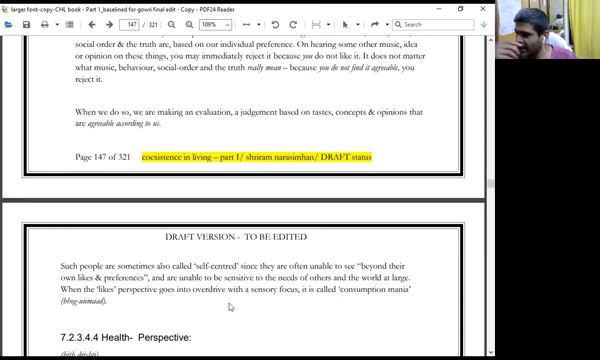 larger font-copy-CHL book - Part 1_baselined for gowri final edit - Copy - PDF24 Reader
147 / 321
109%
social order & the truth are, based on our individual preference. On hearing some other music, idea
or opinion on these things, you may immediately reject it because you do not like it. It does not
matter what music, behaviour, social-order and the truth really mean – because you do not find it agreeable, you
reject it.
When we do so, we are making an evaluation, a judgement based on tastes, concepts & opinions that
are agreeable according to us.
Page 147 of 321 coexistence in living – part I/ shriram narasimhan/ DRAFT status
DRAFT VERSION - TO BE EDITED
Such people are sometimes also called ‘self-centred’ since they are often unable to see “beyond their
own likes & preferences”, and are unable to be sensitive to the needs of others and the world at large.
When the ‘likes’ perspective goes into overdrive with a sensory focus, it is called ‘consumption mania’
(bhog-unmaad).
7.2.3.4.4 Health- Perspective:
(hith drishti)